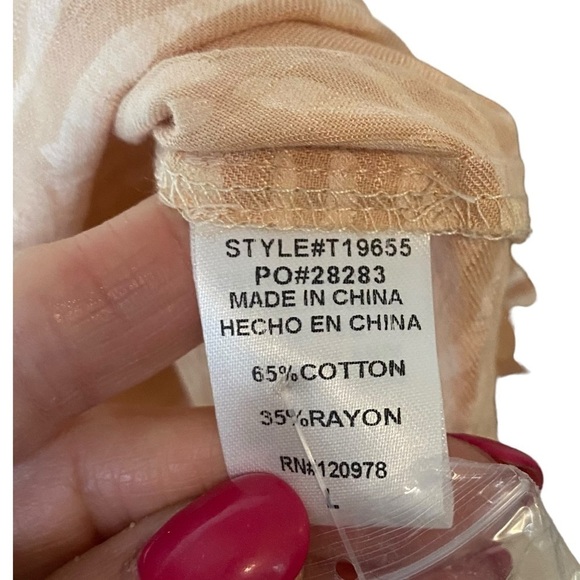 STYLE#T19655
PO#28283
MADE IN CHINA
HECHO EN CHINA
65%COTTON
35%RAYON
RN#120978
L